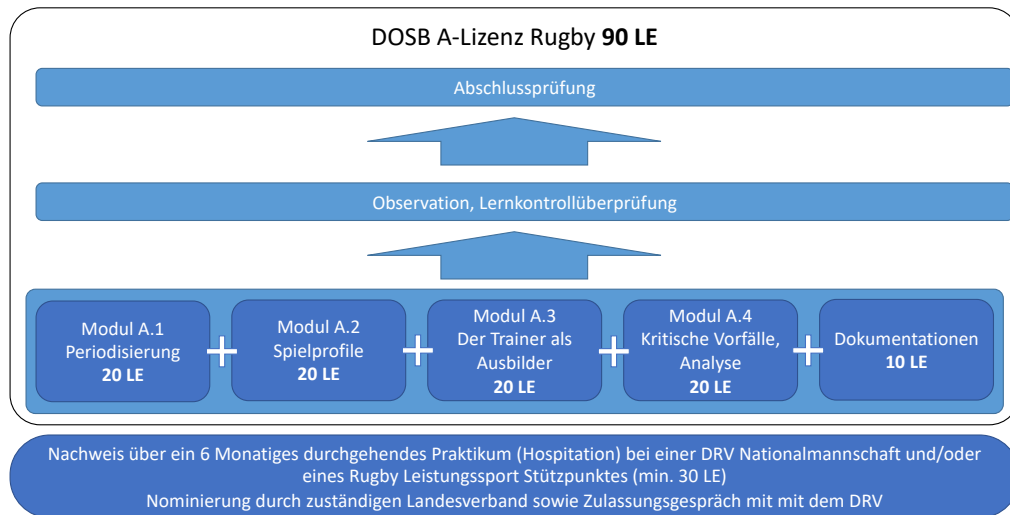 DOSB A-Lizenz Rugby 90 LE
Abschlussprüfung
Observation, Lernkontrollüberprüfung
Modul A.1
Periodisierung
20 LE
Modul A.2
Spielprofile
20 LE
Modul A.3
Der Trainer als
Ausbilder
20 LE
Modul A.4
Kritische Vorfälle,
Analyse
20 LE
Dokumentationen
10 LE
Nachweis über ein 6 Monatiges durchgehendes Praktikum (Hospitation) bei einer DRV Nationalmannschaft und/oder
eines Rugby Leistungssport Stützpunktes (min. 30 LE)
Nominierung durch zuständigen Landesverband sowie Zulassungsgespräch mit mit dem DRV